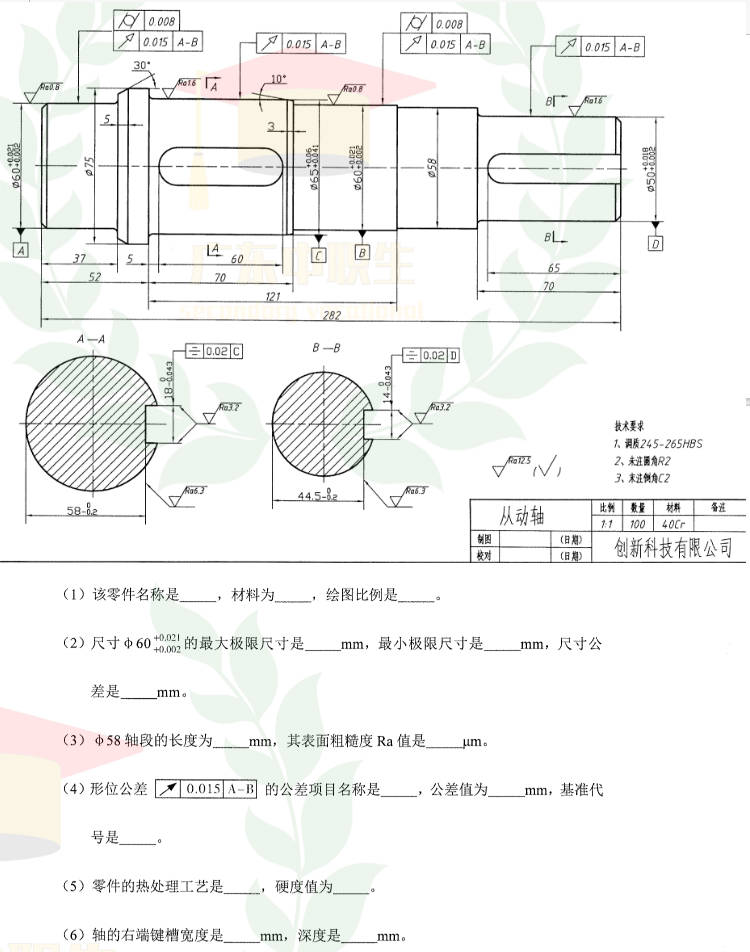 0.008
0.015 A-B
0.015 A-B
0.008
0.015 A-B
0.015 A-B
30°
Ra0.8
Ra1.6
A
10°
Ra0.8
B
Ra1.6
5
3
φ60+0.021 +0.002
φ75
φ65+0.06 +0.041
φ60+0.021 +0.002
φ58
φ50+0.018 +0.002
A
A
C
B
B
D
37
5
60
65
52
70
70
121
282
A—A
B—B
0.02 C
0.02 D
18 0 -0.043
Ra3.2
14 0 -0.043
Ra3.2
Ra6.3
58 0 -0.2
Ra6.3
44.5 0 -0.2
Ra12.5 (√)
技术要求
1、调质245-265HBS
2、未注圆角R2
3、未注倒角C2
从动轴
比例 数量 材料 备注
1:1 100 40Cr
制图 (日期)
校对 (日期)
创新科技有限公司
(1)该零件名称是_____,材料为_____,绘图比例是_____。
(2)尺寸φ60 +0.021 +0.002 的最大极限尺寸是_____mm,最小极限尺寸是_____mm,尺寸公
差是_____mm。
(3)φ58轴段的长度为_____mm,其表面粗糙度 Ra 值是_____μm。
(4)形位公差 ↗ 0.015 A-B 的公差项目名称是_____,公差值为_____mm,基准代
号是_____。
(5)零件的热处理工艺是_____,硬度值为_____。
(6)轴的右端键槽宽度是_____mm,深度是_____mm。